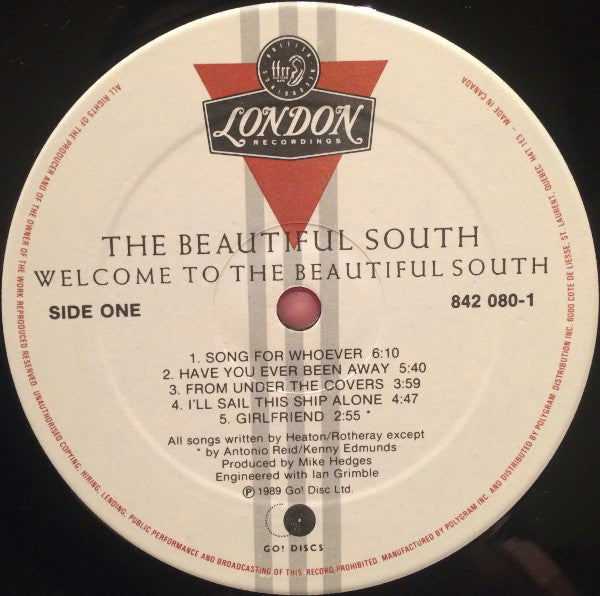 BRITISH RECORDINGS
ffrr
LONDON
RECORDINGS
THE BEAUTIFUL SOUTH
WELCOME TO THE BEAUTIFUL SOUTH
SIDE ONE
842 080-1
1. SONG FOR WHOEVER 6:10
2. HAVE YOU EVER BEEN AWAY 5:40
3. FROM UNDER THE COVERS 3:59
4. I'LL SAIL THIS SHIP ALONE 4:47
5. GIRLFRIEND 2:55 *
All songs written by Heaton/Rotheray except
* by Antonio Reid/Kenny Edmunds
Produced by Mike Hedges
Engineered with Ian Grimble
Ⓟ 1989 Go! Disc Ltd.
GO! DISCS
ALL RIGHTS OF THE PRODUCER AND OF THE OWNER OF THE WORK REPRODUCED RESERVED. UNAUTHORISED COPYING, HIRING, LENDING, PUBLIC PERFORMANCE AND BROADCASTING OF THIS RECORD PROHIBITED. MANUFACTURED BY POLYGRAM INC. AND DISTRIBUTED BY POLYGRAM DISTRIBUTION INC. 6000 COTE DE LIESSE, ST. LAURENT, QUEBEC H4T 1E3 – MADE IN CANADA